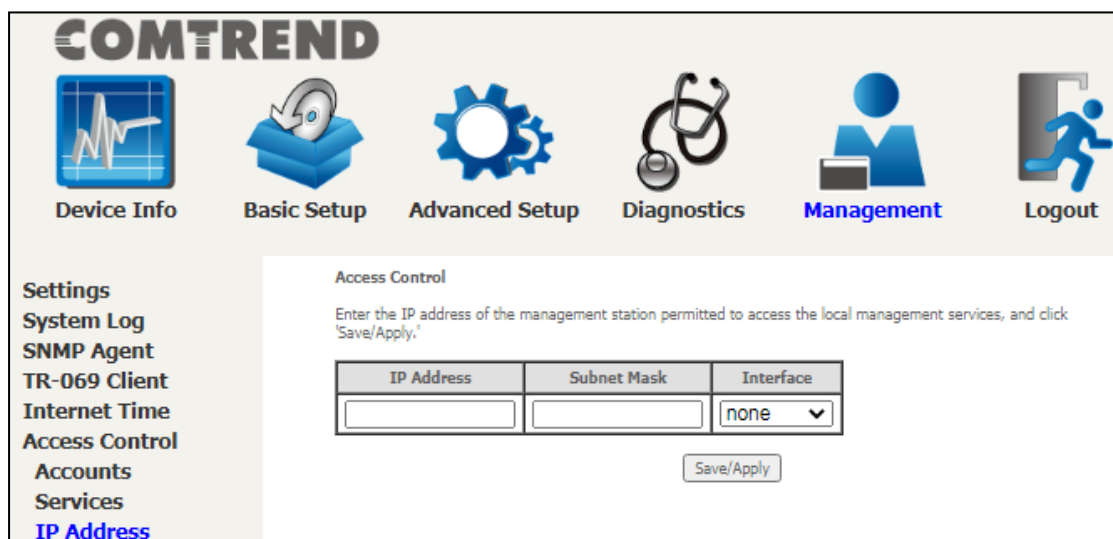 COMTREND
Device Info
Basic Setup
Advanced Setup
Diagnostics
Management
Logout
Settings
System Log
SNMP Agent
TR-069 Client
Internet Time
Access Control
Accounts
Services
IP Address
Access Control
Enter the IP address of the management station permitted to access the local management services, and click
'Save/Apply.'
IP Address
Subnet Mask
Interface
none
Save/Apply